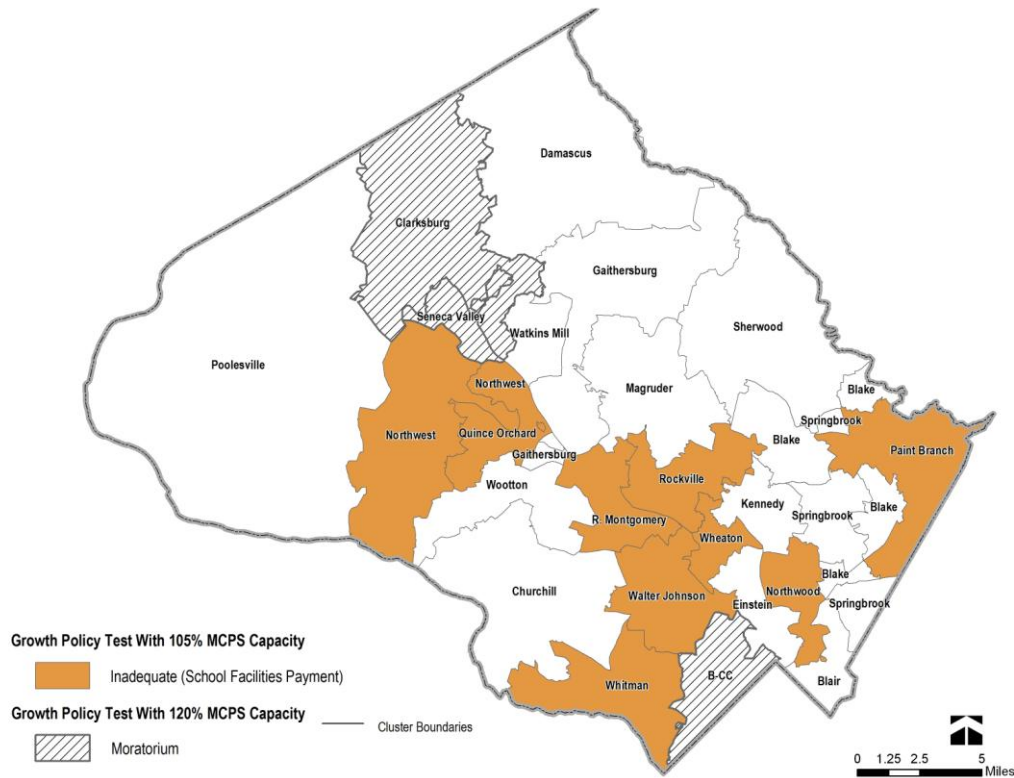 Damascus
Clarksburg
Gaithersburg
Sherwood
Seneca Valley
Watkins Mill
Poolesville
Magruder
Northwest
Blake
Springbrook
Northwest
Quince Orchard
Blake
Paint Branch
Gaithersburg
Rockville
Wootton
Kennedy
Blake
R. Montgomery
Springbrook
Wheaton
Blake
Churchill
Walter Johnson
Northwood
Einstein
Springbrook
B-CC
Blair
Whitman
Growth Policy Test With 105% MCPS Capacity
Inadequate (School Facilities Payment)
Growth Policy Test With 120% MCPS Capacity
Cluster Boundaries
Moratorium
0 1.25 2.5 5
Miles